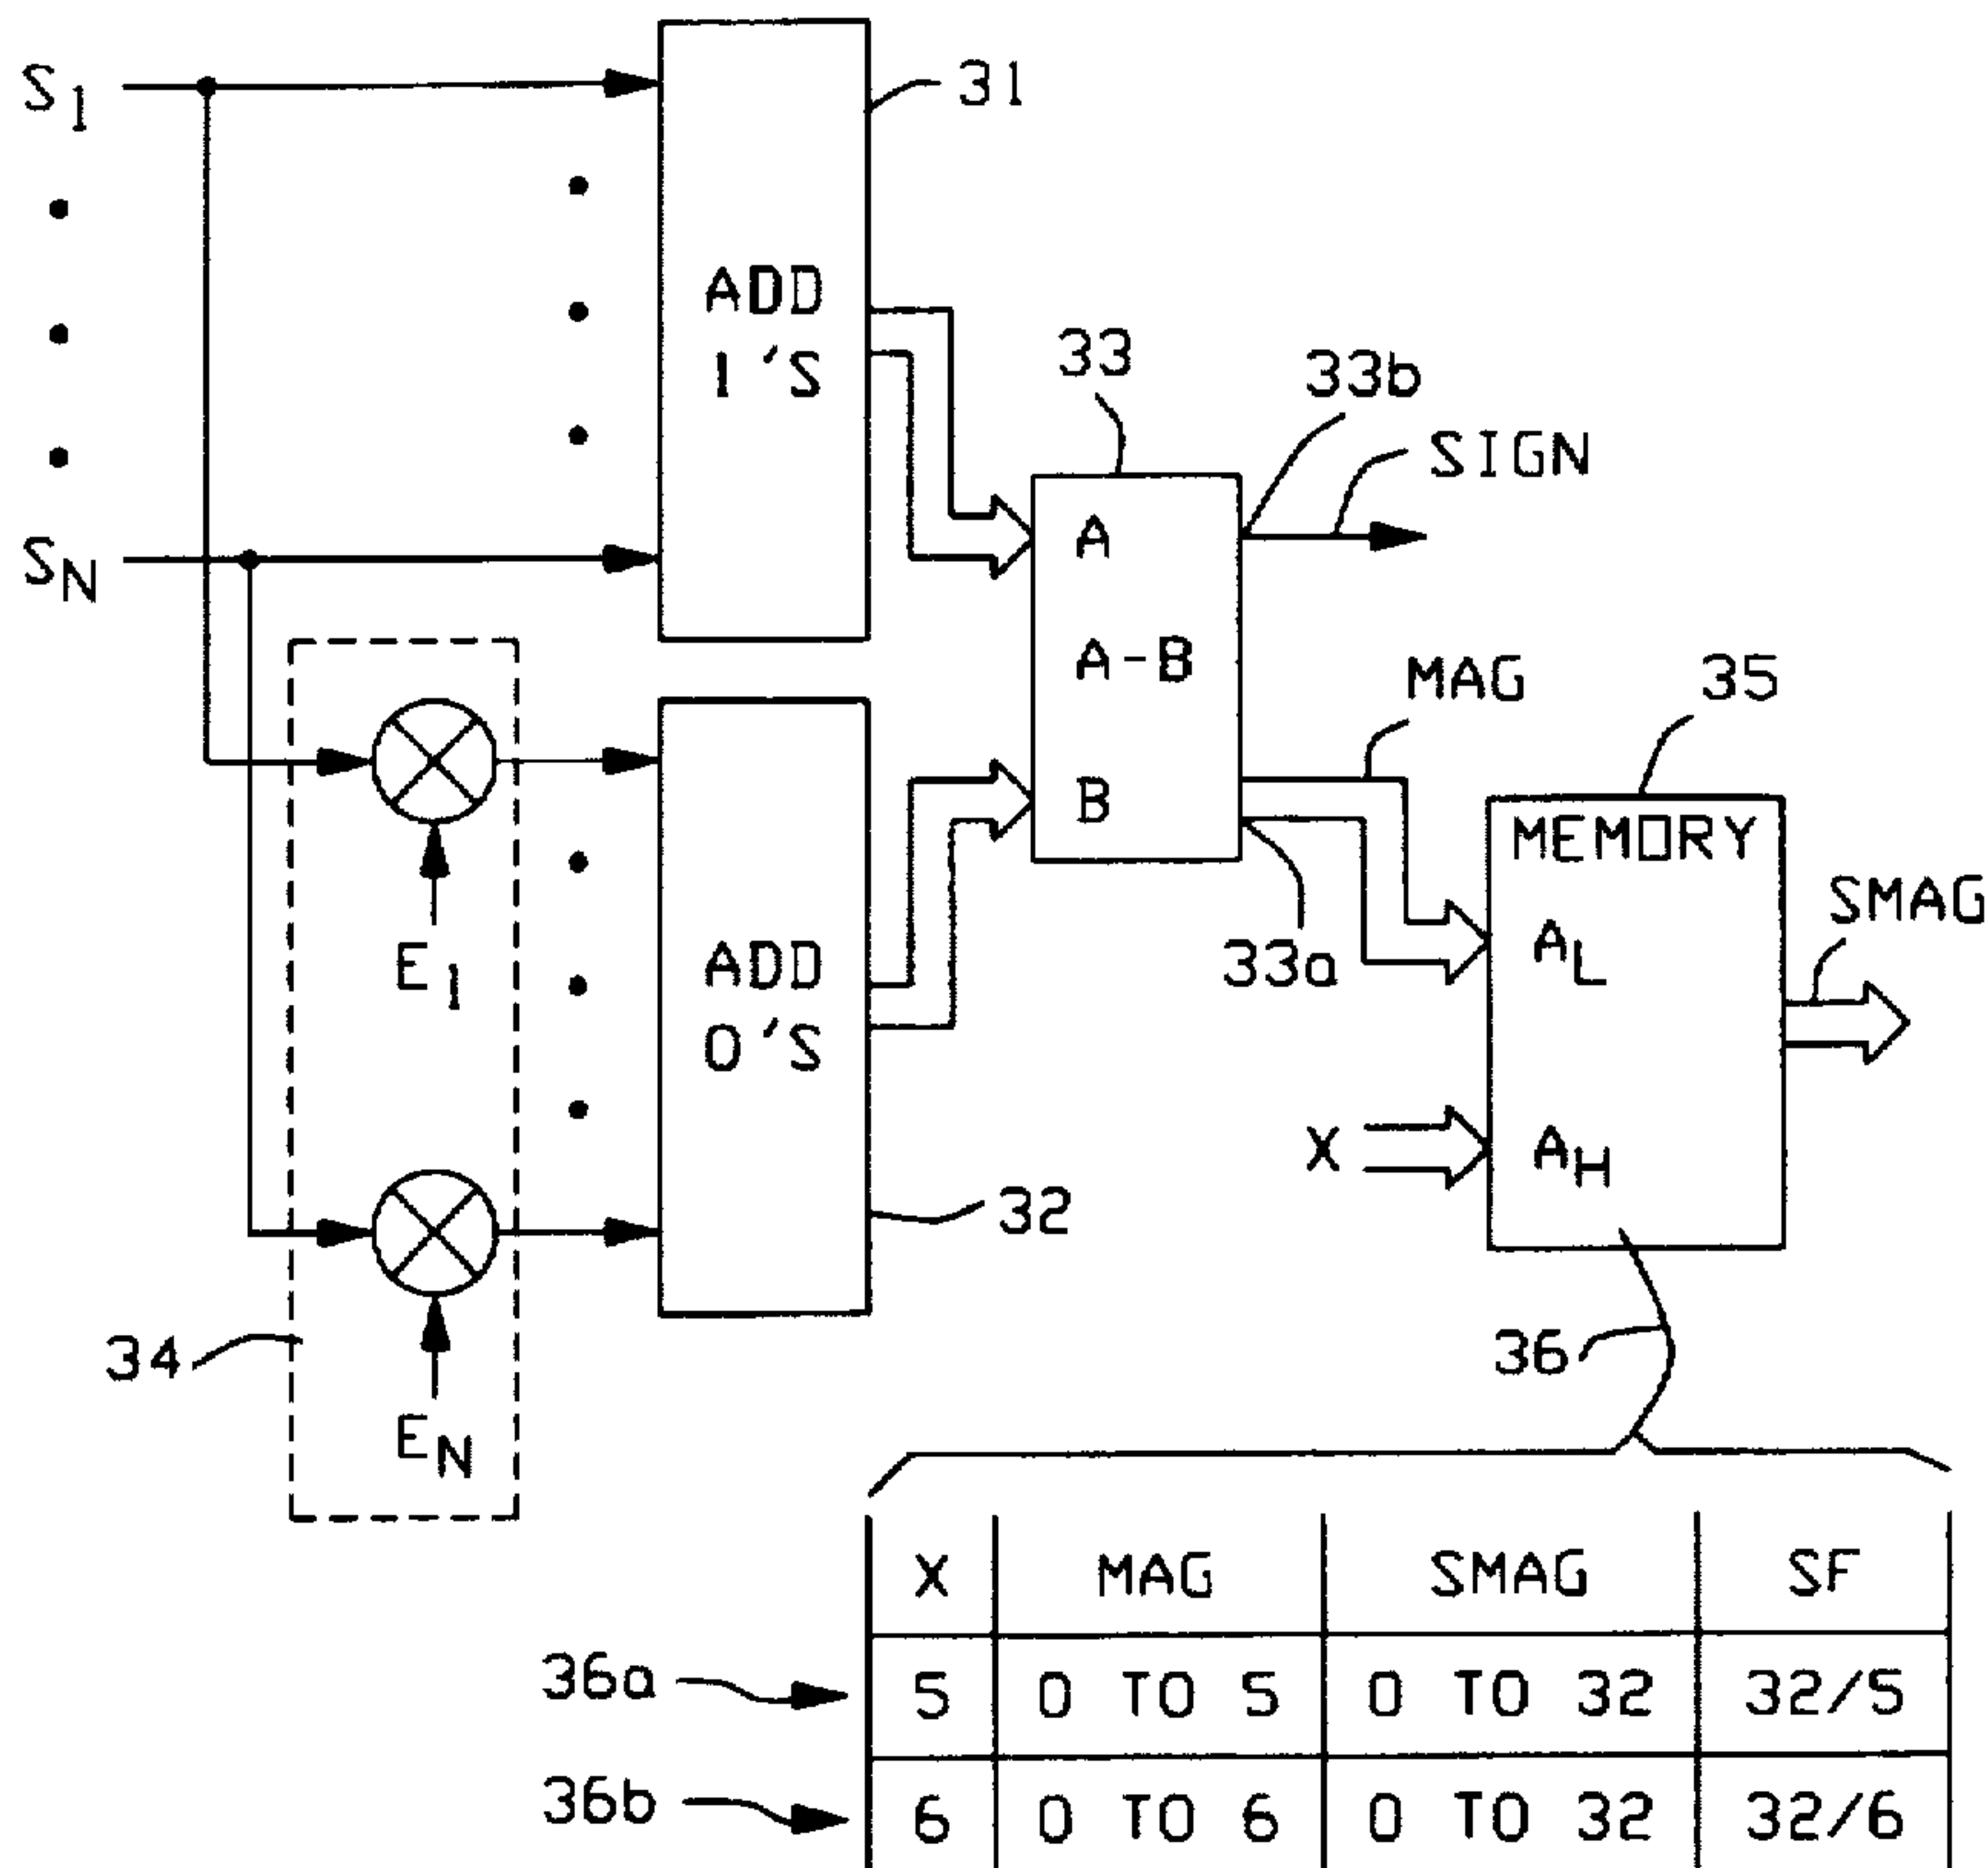 S1
31
ADD
1'S
33
33b
SIGN
SN
A
A-B
B
MAG
35
MEMORY
AL
SMAG
33a
E1
ADD
0'S
X
AH
32
34
36
EN
X MAG SMAG SF
36a 5 0 TO 5 0 TO 32 32/5
36b 6 0 TO 6 0 TO 32 32/6